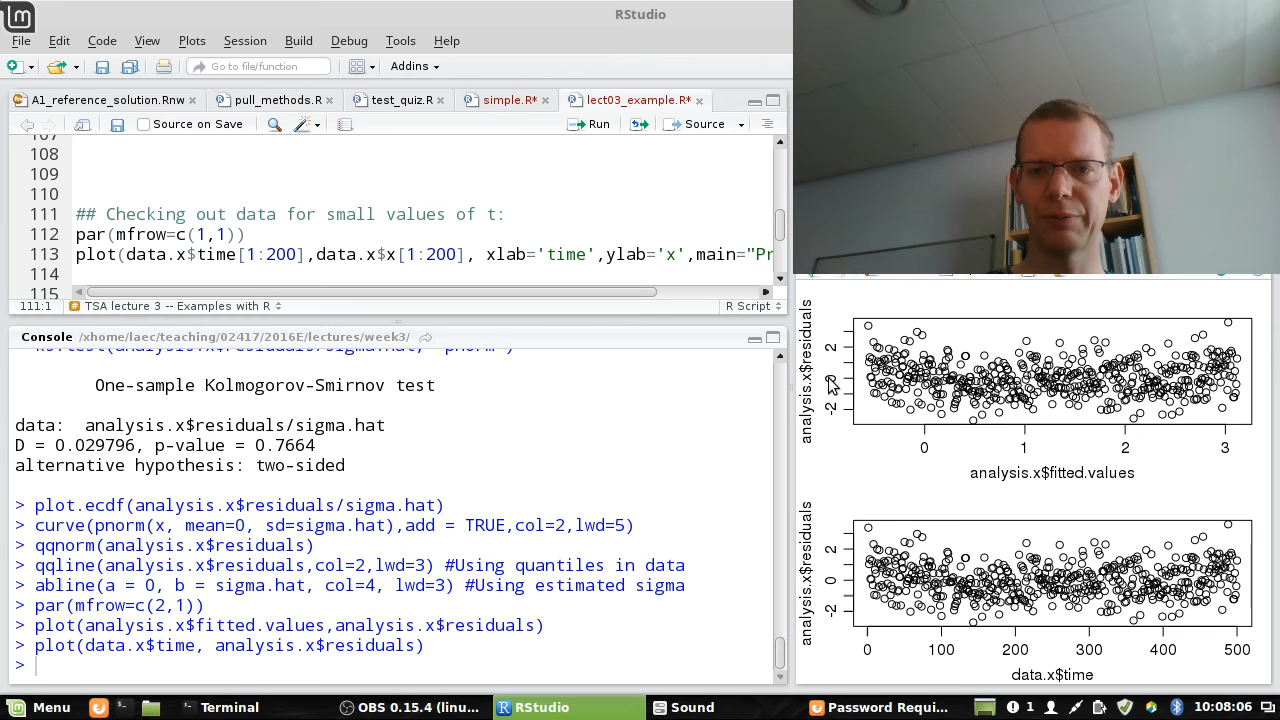 RStudio
File Edit Code View Plots Session Build Debug Tools Help
Go to file/function Addins
A1_reference_solution.Rnw pull_methods.R test_quiz.R simple.R* lect03_example.R*
Source on Save Run Source
108
109
110
111 ## Checking out data for small values of t:
112 par(mfrow=c(1,1))
113 plot(data.x$time[1:200],data.x$x[1:200], xlab='time',ylab='x',main="Pr
114
115
111:1 TSA lecture 3 -- Examples with R R Script
Console /xhome/laec/teaching/02417/2016E/lectures/week3/
One-sample Kolmogorov-Smirnov test
data: analysis.x$residuals/sigma.hat
D = 0.029796, p-value = 0.7664
alternative hypothesis: two-sided
> plot.ecdf(analysis.x$residuals/sigma.hat)
> curve(pnorm(x, mean=0, sd=sigma.hat),add = TRUE,col=2,lwd=5)
> qqnorm(analysis.x$residuals)
> qqline(analysis.x$residuals,col=2,lwd=3) #Using quantiles in data
> abline(a = 0, b = sigma.hat, col=4, lwd=3) #Using estimated sigma
> par(mfrow=c(2,1))
> plot(analysis.x$fitted.values,analysis.x$residuals)
> plot(data.x$time, analysis.x$residuals)
>
analysis.x$residuals
-2 0 2
0 1 2 3
analysis.x$fitted.values
analysis.x$residuals
-2 0 2
0 100 200 300 400 500
data.x$time
Menu Terminal OBS 0.15.4 (linu... RStudio Sound Password Requi... 1 10:08:06